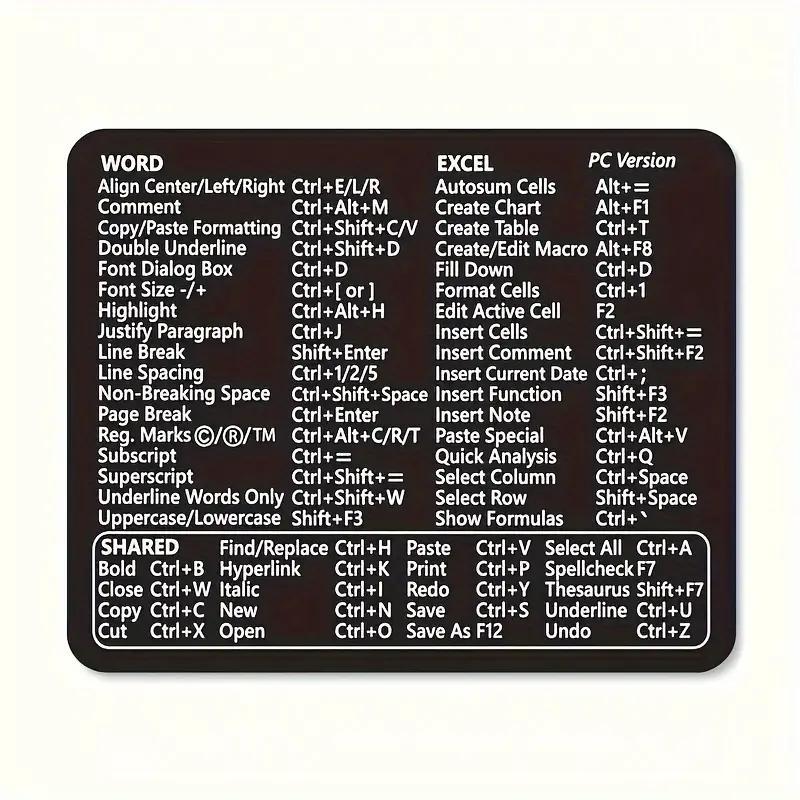 WORD EXCEL PC Version
Align Center/Left/Right Ctrl+E/L/R Autosum Cells Alt+=
Comment Ctrl+Alt+M Create Chart Alt+F1
Copy/Paste Formatting Ctrl+Shift+C/V Create Table Ctrl+T
Double Underline Ctrl+Shift+D Create/Edit Macro Alt+F8
Font Dialog Box Ctrl+D Fill Down Ctrl+D
Font Size -/+ Ctrl+[ or ] Format Cells Ctrl+1
Highlight Ctrl+Alt+H Edit Active Cell F2
Justify Paragraph Ctrl+J Insert Cells Ctrl+Shift+=
Line Break Shift+Enter Insert Comment Ctrl+Shift+F2
Line Spacing Ctrl+1/2/5 Insert Current Date Ctrl+;
Non-Breaking Space Ctrl+Shift+Space Insert Function Shift+F3
Page Break Ctrl+Enter Insert Note Shift+F2
Reg. Marks ©/®/™ Ctrl+Alt+C/R/T Paste Special Ctrl+Alt+V
Subscript Ctrl+= Quick Analysis Ctrl+Q
Superscript Ctrl+Shift+= Select Column Ctrl+Space
Underline Words Only Ctrl+Shift+W Select Row Shift+Space
Uppercase/Lowercase Shift+F3 Show Formulas Ctrl+`
SHARED Find/Replace Ctrl+H Paste Ctrl+V Select All Ctrl+A
Bold Ctrl+B Hyperlink Ctrl+K Print Ctrl+P Spellcheck F7
Close Ctrl+W Italic Ctrl+I Redo Ctrl+Y Thesaurus Shift+F7
Copy Ctrl+C New Ctrl+N Save Ctrl+S Underline Ctrl+U
Cut Ctrl+X Open Ctrl+O Save As F12 Undo Ctrl+Z